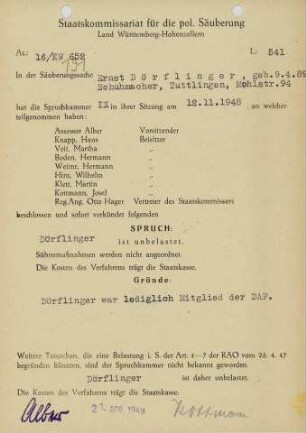 Staatskommissariat für die pol. Säuberung
Land Württemberg-Hohenzollern
Az: 16/KW 652
L: 541
In der Säuberungssache Ernst Dörflinger, geb.9.4.89
Schuhmacher, Tuttlingen, Mohlstr.94
hat die Spruchkammer IX in ihrer Sitzung am 12.11.1948, an welcher
teilgenommen haben:
Assessor Alber Vorsitzender
Knapp, Hans Beisitzer
Veit, Martha „
Boden, Hermann „
Weimr, Hermann „
Hirn, Wilhelm „
Klett, Martin „
Kottmann, Josef „
Reg.Ang. Otto Hager Vertreter des Staatskommissars
beschlossen und sofort verkündet folgenden
SPRUCH:
Dörflinger
ist unbelastet.
Sühnemaßnahmen werden nicht angeordnet.
Die Kosten des Verfahrens trägt die Staatskasse.
Gründe:
Dörflinger war lediglich Mitglied der DAF.
Weitere Tatsachen, die eine Belastung i. S. der Art. 4—7 der RAO vom 25. 4. 47
begründen könnten, sind der Spruchkammer nicht bekannt geworden.
Dörflinger ist daher unbelastet.
Die Kosten des Verfahrens trägt die Staatskasse.
Alber
APR 1949
Kottmann